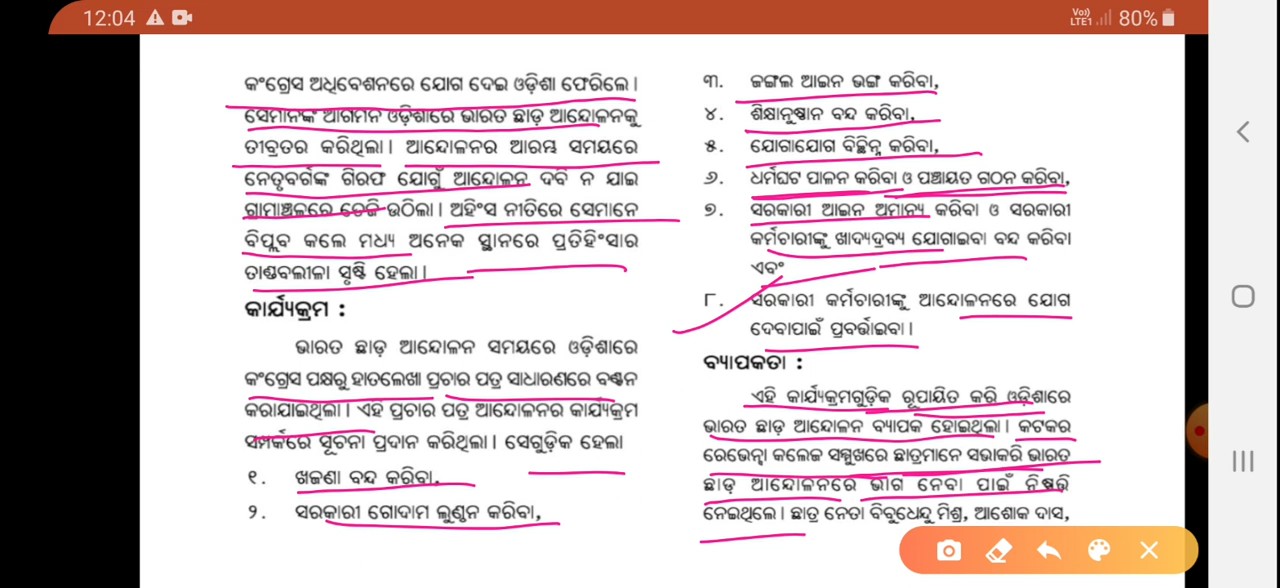 12:04
Vo)) LTE1 80%
କଂଗ୍ରେସ ଅଧିବେଶନରେ ଯୋଗ ଦେଇ ଓଡ଼ିଶା ଫେରିଲେ।
ସେମାନଙ୍କ ଆଗମନ ଓଡ଼ିଶାରେ ଭାରତ ଛାଡ଼ ଆନ୍ଦୋଳନକୁ
ତୀବ୍ରତର କରିଥିଲା। ଆନ୍ଦୋଳନର ଆରମ୍ଭ ସମୟରେ
ନେତୃବର୍ଗଙ୍କ ଗିରଫ ଯୋଗୁଁ ଆନ୍ଦୋଳନ ଦବି ନ ଯାଇ
ଗ୍ରାମାଞ୍ଚଳରେ ତେଜି ଉଠିଲା। ଅହିଂସ ନୀତିରେ ସେମାନେ
ବିପ୍ଲବ କଲେ ମଧ୍ୟ ଅନେକ ସ୍ଥାନରେ ପ୍ରତିହିଂସାର
ତାଣ୍ଡବଲୀଳା ସୃଷ୍ଟି ହେଲା।
କାର୍ଯ୍ୟକ୍ରମ :
ଭାରତ ଛାଡ଼ ଆନ୍ଦୋଳନ ସମୟରେ ଓଡ଼ିଶାରେ
କଂଗ୍ରେସ ପକ୍ଷରୁ ହାତଲେଖା ପ୍ରଚାର ପତ୍ର ସାଧାରଣରେ ବଣ୍ଟନ
କରାଯାଇଥିଲା। ଏହି ପ୍ରଚାର ପତ୍ର ଆନ୍ଦୋଳନର କାର୍ଯ୍ୟକ୍ରମ
ସମ୍ପର୍କରେ ସୂଚନା ପ୍ରଦାନ କରିଥିଲା। ସେଗୁଡ଼ିକ ହେଲା
୧. ଖଜଣା ବନ୍ଦ କରିବା,
୨. ସରକାରୀ ଗୋଦାମ ଲୁଣ୍ଠନ କରିବା,
୩. ଜଙ୍ଗଲ ଆଇନ ଭଙ୍ଗ କରିବା,
୪. ଶିକ୍ଷାନୁଷ୍ଠାନ ବନ୍ଦ କରିବା,
୫. ଯୋଗାଯୋଗ ବିଚ୍ଛିନ୍ନ କରିବା,
୬. ଧର୍ମଘଟ ପାଳନ କରିବା ଓ ପଞ୍ଚାୟତ ଗଠନ କରିବା,
୭. ସରକାରୀ ଆଇନ ଅମାନ୍ୟ କରିବା ଓ ସରକାରୀ
କର୍ମଚାରୀଙ୍କୁ ଖାଦ୍ୟଦ୍ରବ୍ୟ ଯୋଗାଇବା ବନ୍ଦ କରିବା
ଏବଂ
୮. ସରକାରୀ କର୍ମଚାରୀଙ୍କୁ ଆନ୍ଦୋଳନରେ ଯୋଗ
ଦେବାପାଇଁ ପ୍ରବର୍ତ୍ତାଇବା।
ବ୍ୟାପକତା :
ଏହି କାର୍ଯ୍ୟକ୍ରମଗୁଡ଼ିକ ରୂପାୟିତ କରି ଓଡ଼ିଶାରେ
ଭାରତ ଛାଡ଼ ଆନ୍ଦୋଳନ ବ୍ୟାପକ ହୋଇଥିଲା। କଟକର
ରେଭେନ୍ସା କଲେଜ ସମ୍ମୁଖରେ ଛାତ୍ରମାନେ ସଭାକରି ଭାରତ
ଛାଡ଼ ଆନ୍ଦୋଳନରେ ଭାଗ ନେବା ପାଇଁ ନିଷ୍ପତ୍ତି
ନେଇଥିଲେ। ଛାତ୍ର ନେତା ବିବୁଧେନ୍ଦୁ ମିଶ୍ର, ଆଶୋକ ଦାସ,